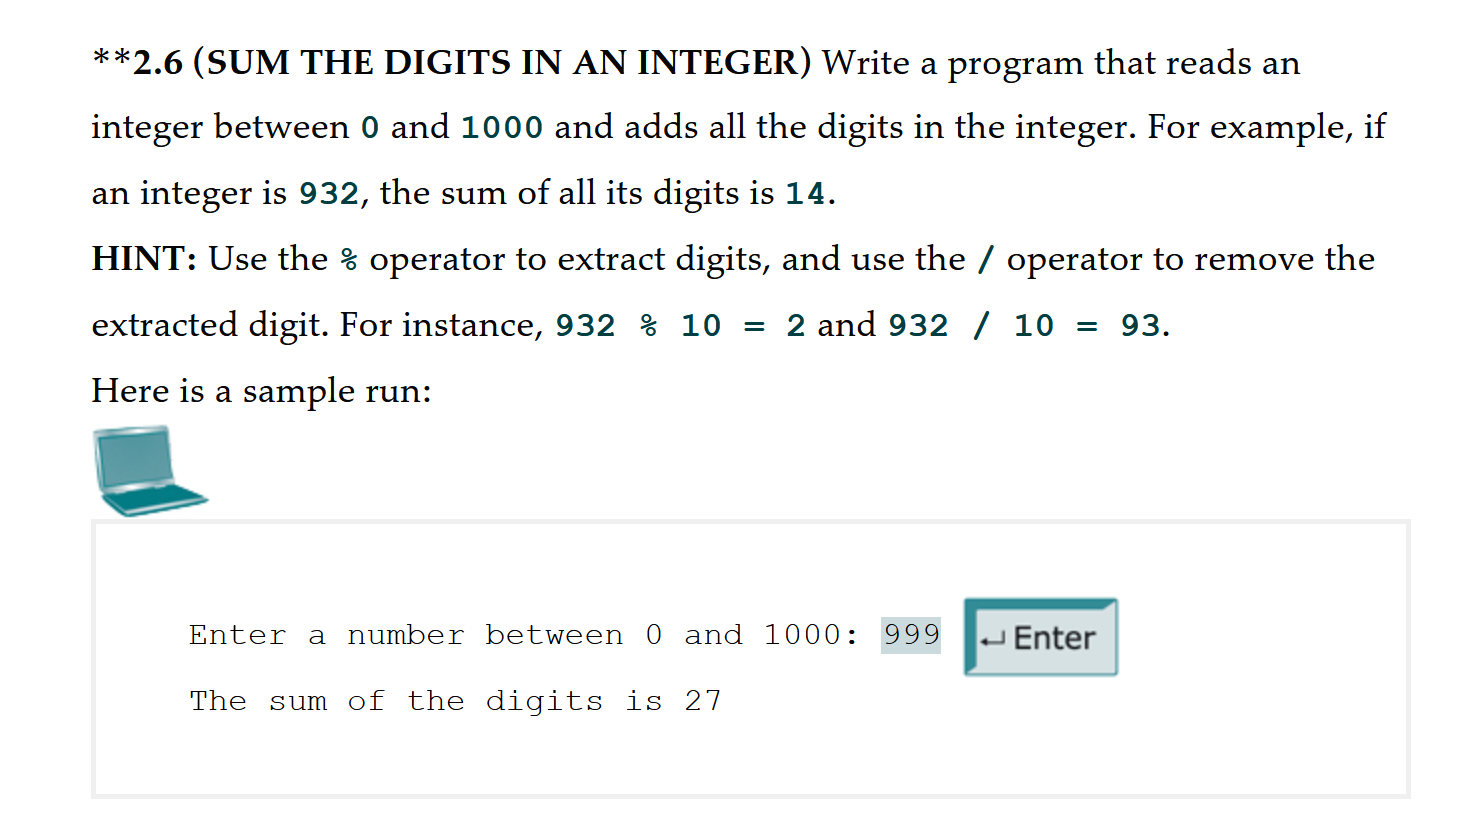 **2.6 (SUM THE DIGITS IN AN INTEGER) Write a program that reads an
integer between 0 and 1000 and adds all the digits in the integer. For example, if
an integer is 932, the sum of all its digits is 14.
HINT: Use the % operator to extract digits, and use the / operator to remove the
extracted digit. For instance, 932 % 10 = 2 and 932 / 10 = 93.
Here is a sample run:
Enter a number between 0 and 1000: 999 ↵ Enter
The sum of the digits is 27